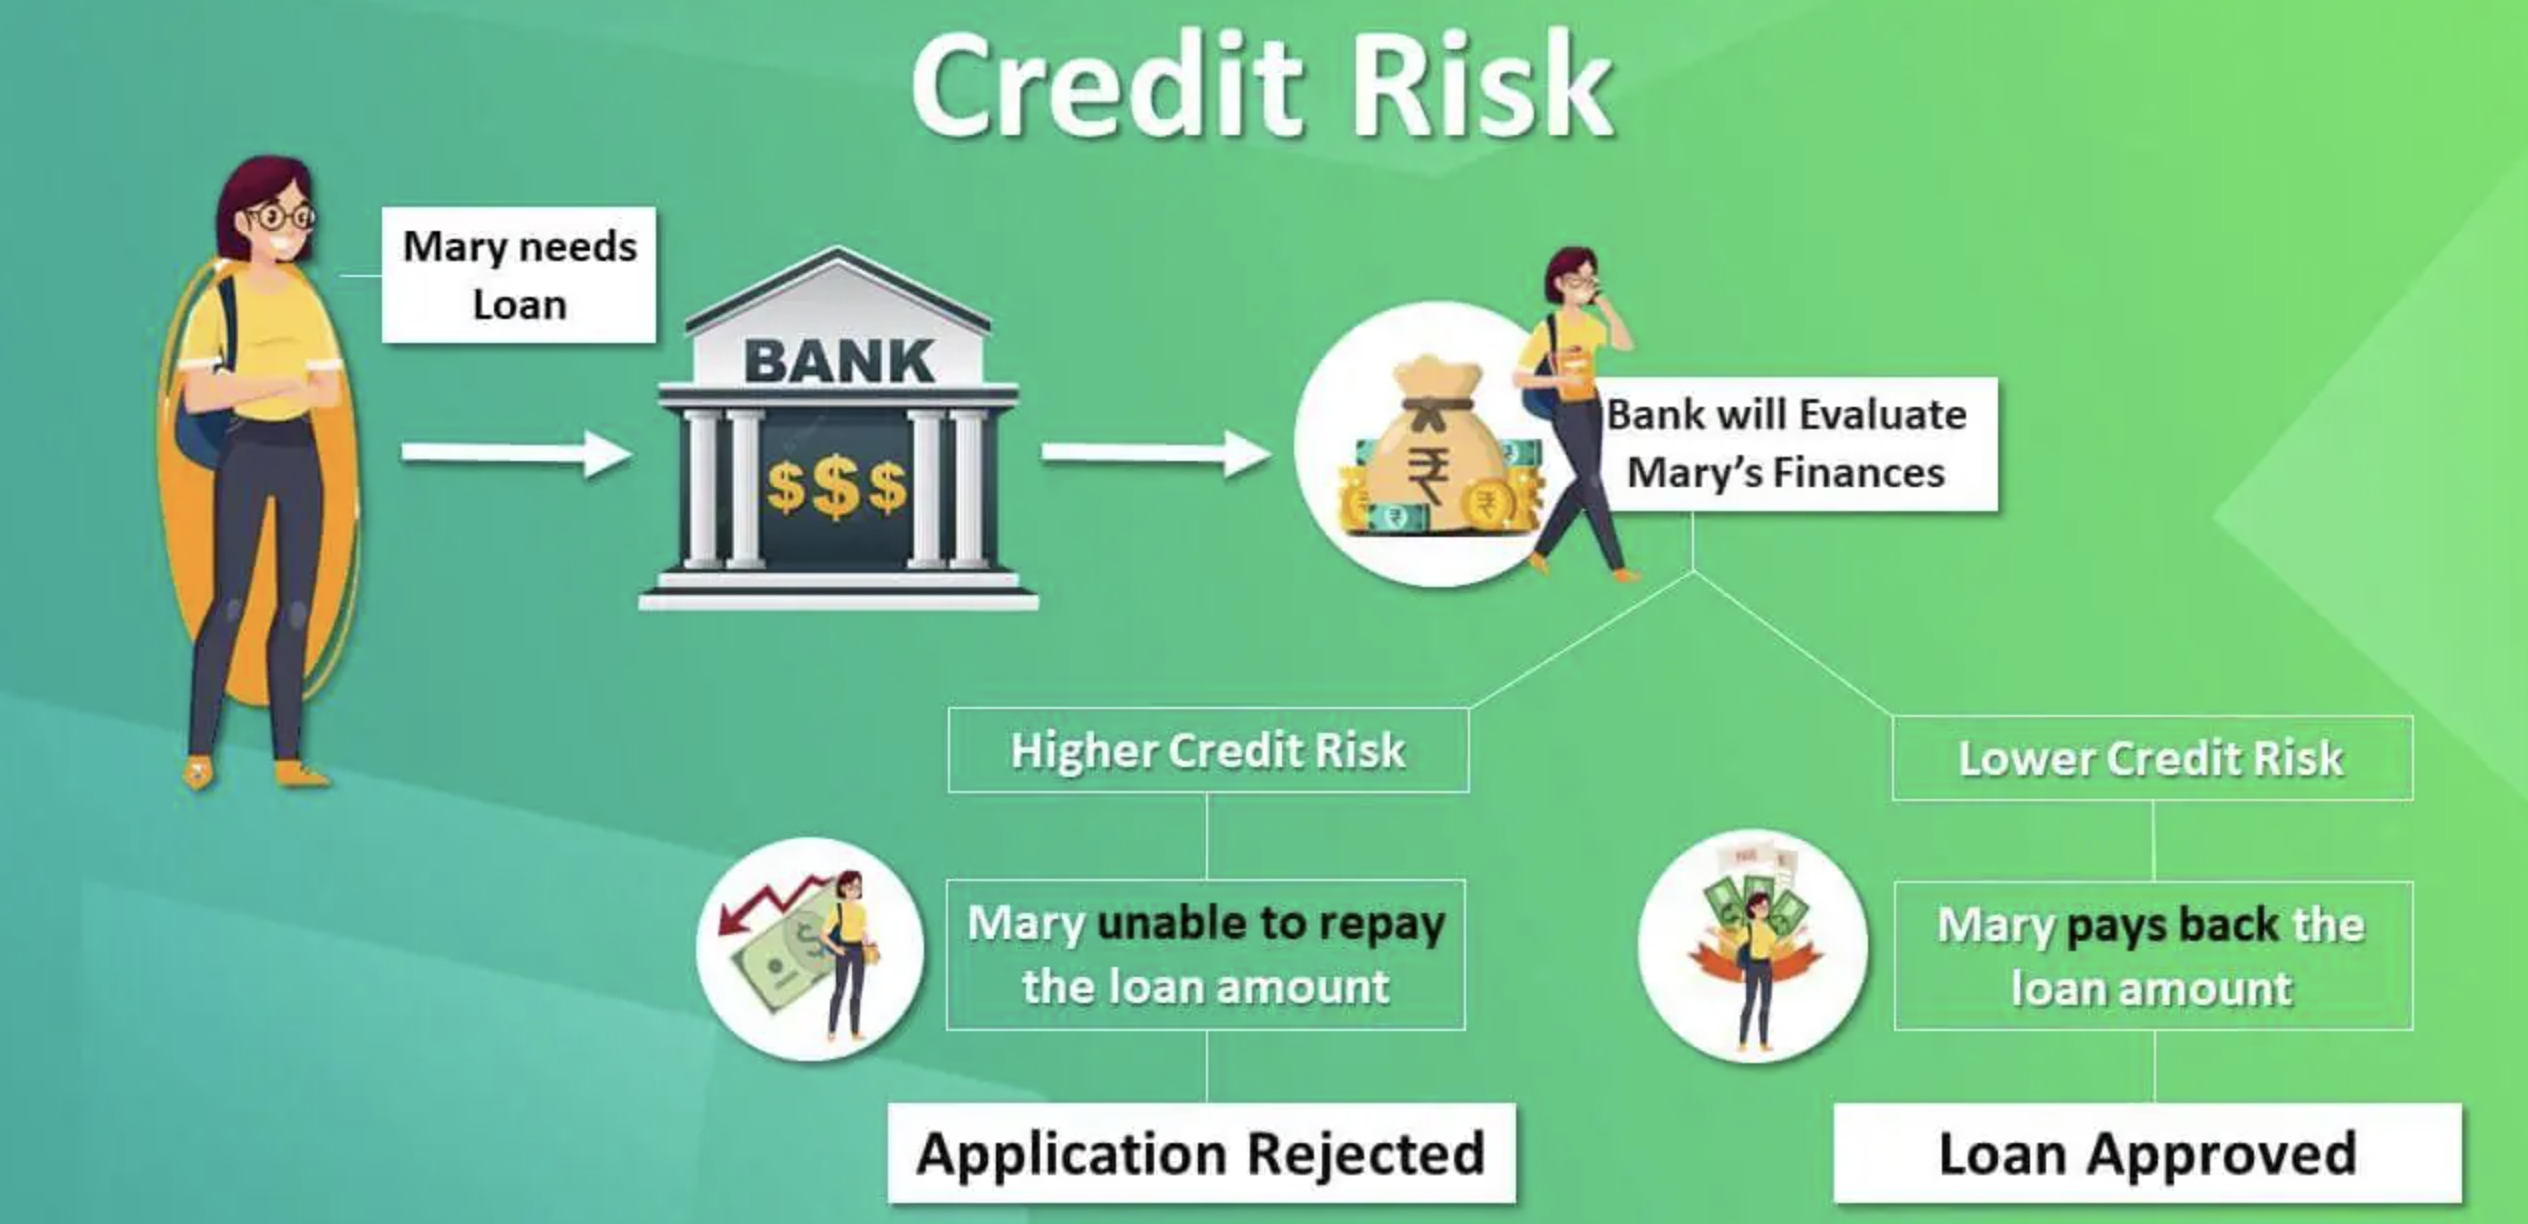 Credit Risk
Mary needs
Loan
BANK
$$$
₹
₹
₹
₹
Bank will Evaluate
Mary's Finances
Higher Credit Risk
Lower Credit Risk
Mary unable to repay
the loan amount
Mary pays back the
loan amount
Application Rejected
Loan Approved